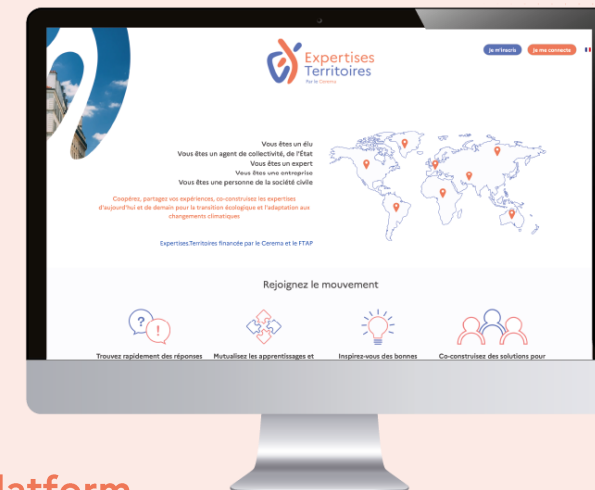 Expertises
Territoires
Par le Cerema
je m'inscris
je me connecte
Vous êtes un élu
Vous êtes un agent de collectivité, de l'État
Vous êtes un expert
Vous êtes une entreprise
Vous êtes une personne de la société civile
Coopérez, partagez vos expériences, co-construisez les expertises
d'aujourd'hui et de demain pour la transition écologique et l'adaptation aux
changements climatiques
Expertises.Territoires financée par le Cerema et le FTAP
Rejoignez le mouvement
?
!
Trouvez rapidement des réponses
Mutualisez les apprentissages et
Inspirez-vous des bonnes
Co-construisez des solutions pour